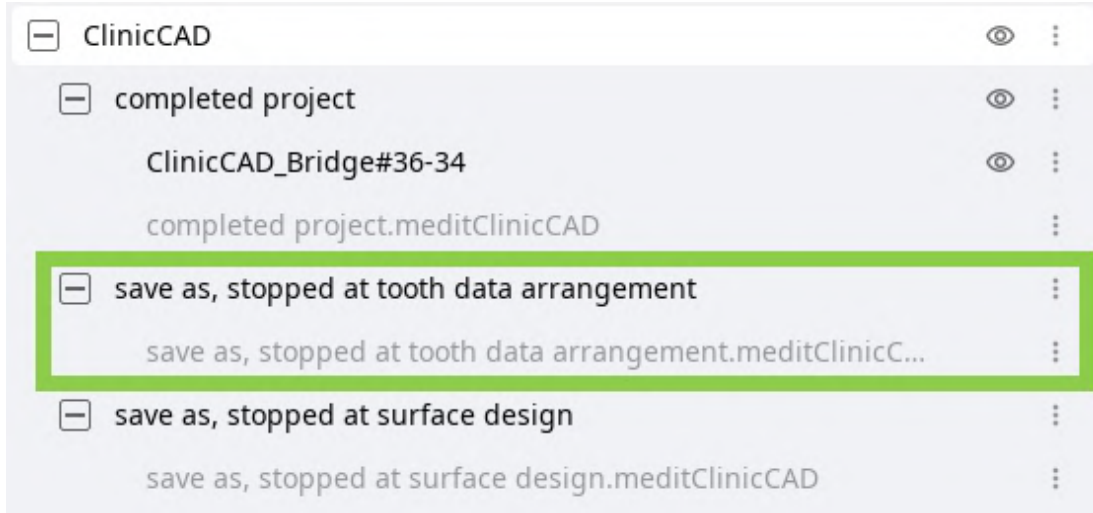 ClinicCAD
completed project
ClinicCAD_Bridge#36-34
completed project.meditClinicCAD
save as, stopped at tooth data arrangement
save as, stopped at tooth data arrangement.meditClinicC...
save as, stopped at surface design
save as, stopped at surface design.meditClinicCAD